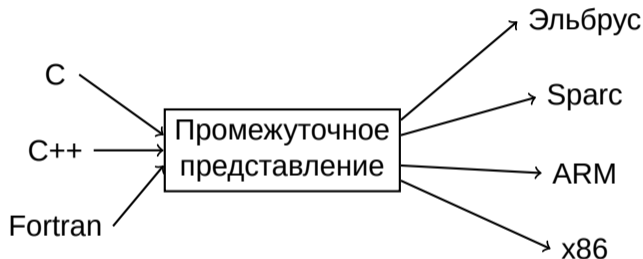 C
C++
Fortran
Промежуточное
представление
Эльбрус
Sparc
ARM
x86